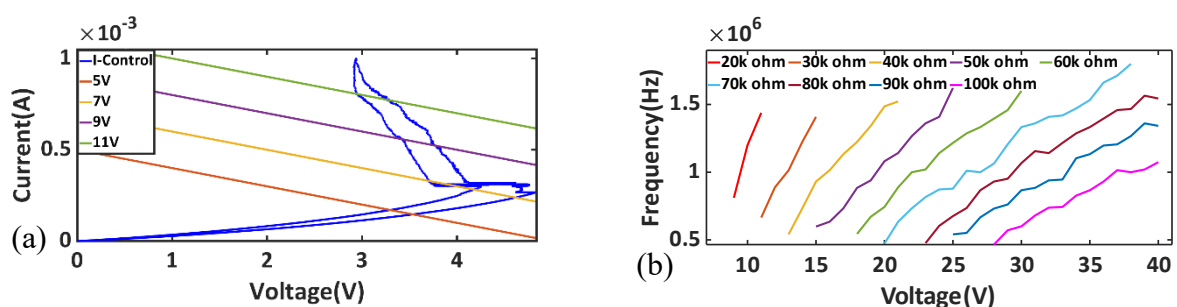 ×10⁻³
1
0.5
0
Current(A)
I-Control
5V
7V
9V
11V
0 1 2 3 4
Voltage(V)
(a)
×10⁶
1.5
1
0.5
Frequency(Hz)
20k ohm 30k ohm 40k ohm 50k ohm 60k ohm
70k ohm 80k ohm 90k ohm 100k ohm
10 15 20 25 30 35 40
Voltage(V)
(b)